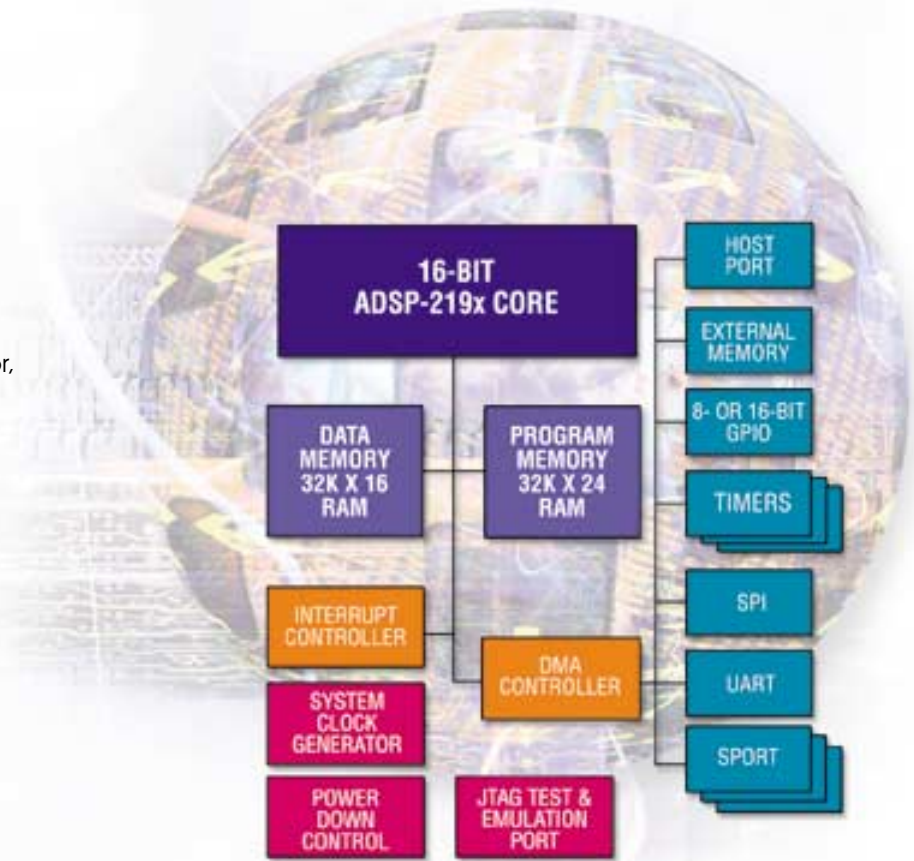 or,
16-BIT
ADSP-219x CORE
DATA
MEMORY
32K X 16
RAM
PROGRAM
MEMORY
32K X 24
RAM
INTERRUPT
CONTROLLER
DMA
CONTROLLER
SYSTEM
CLOCK
GENERATOR
POWER
DOWN
CONTROL
JTAG TEST &
EMULATION
PORT
HOST
PORT
EXTERNAL
MEMORY
8- OR 16-BIT
GPIO
TIMERS
SPI
UART
SPORT